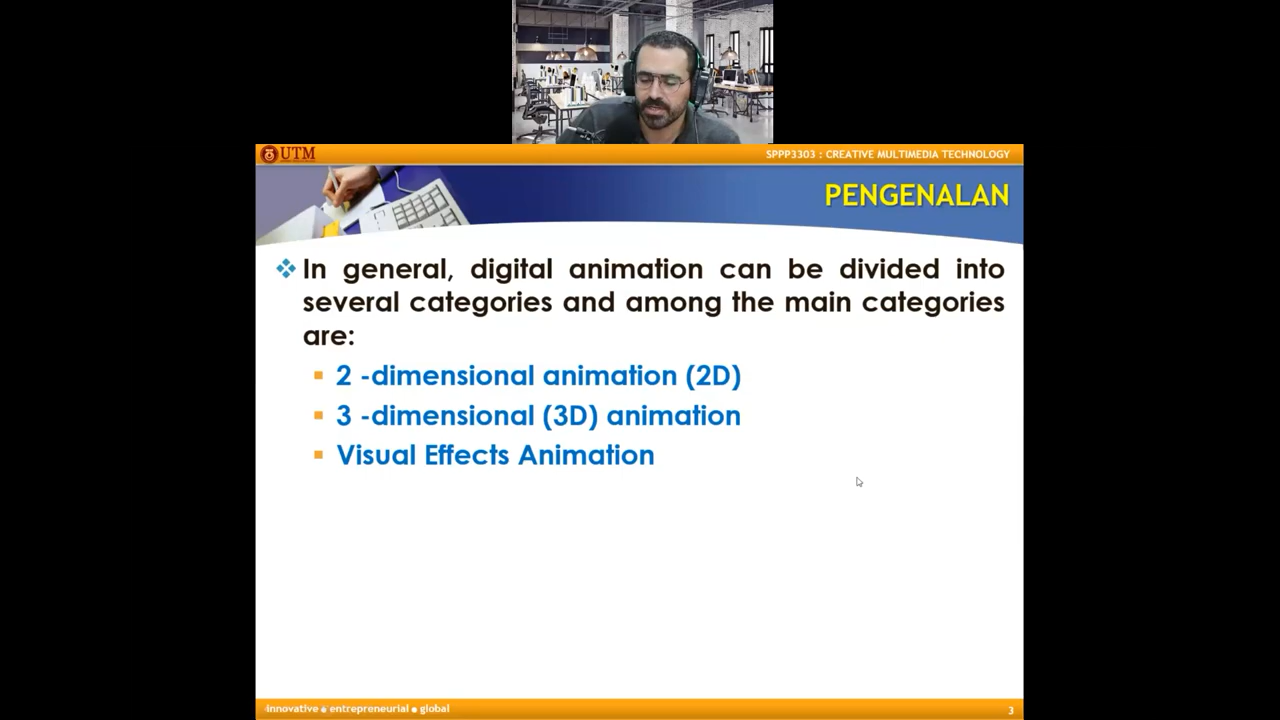 UTM
SPPP3303 : CREATIVE MULTIMEDIA TECHNOLOGY
PENGENALAN
In general, digital animation can be divided into
several categories and among the main categories
are:
2 -dimensional animation (2D)
3 -dimensional (3D) animation
Visual Effects Animation
innovative ● entrepreneurial ● global
3